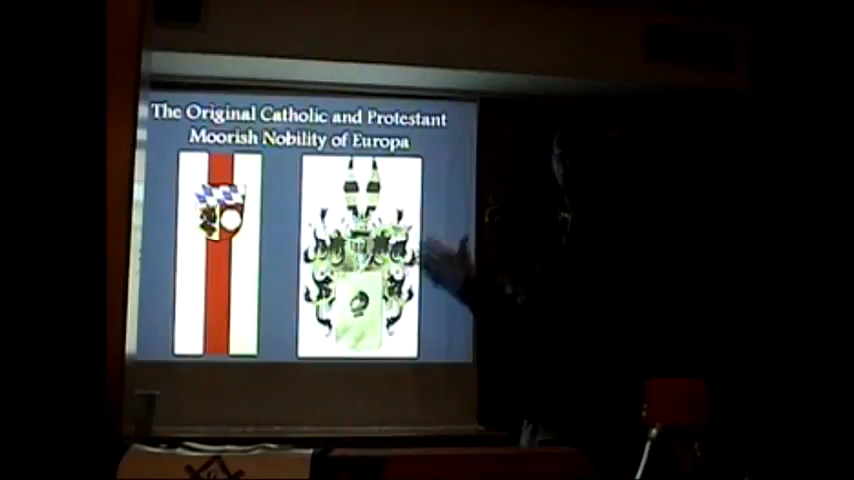 The Original Catholic and Protestant
Moorish Nobility of Europa